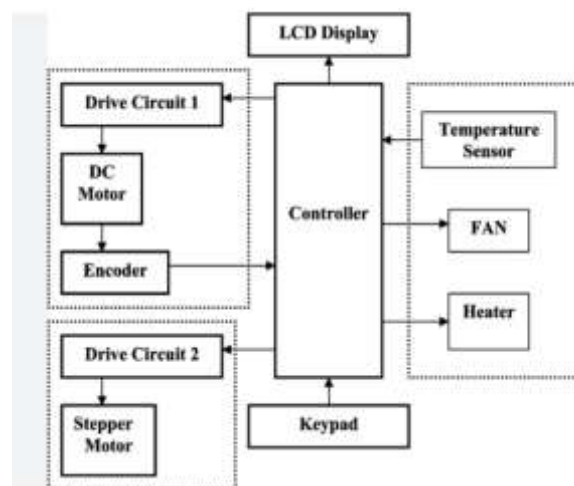 LCD Display
Drive Circuit 1
Temperature
Sensor
DC
Motor
Controller
FAN
Encoder
Heater
Drive Circuit 2
Stepper
Motor
Keypad